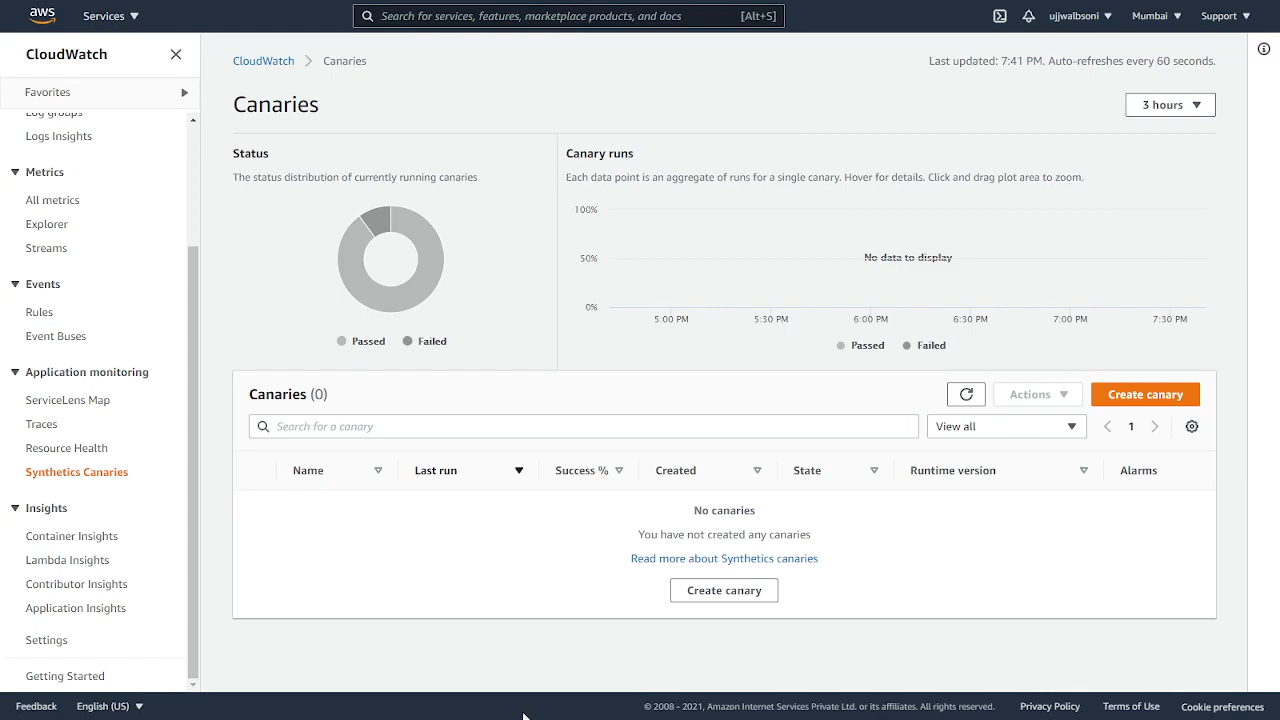 aws
Services
Search for services, features, marketplace products, and docs [Alt+S]
ujjwalbsoni
Mumbai
Support
CloudWatch
Favorites
Log groups
Logs Insights
Metrics
All metrics
Explorer
Streams
Events
Rules
Event Buses
Application monitoring
ServiceLens Map
Traces
Resource Health
Synthetics Canaries
Insights
Container Insights
Lambda Insights
Contributor Insights
Application Insights
Settings
Getting Started
CloudWatch Canaries
Last updated: 7:41 PM. Auto-refreshes every 60 seconds.
Canaries
3 hours
Status
The status distribution of currently running canaries
Passed Failed
Canary runs
Each data point is an aggregate of runs for a single canary. Hover for details. Click and drag plot area to zoom.
100%
50%
No data to display
0%
5:00 PM 5:30 PM 6:00 PM 6:30 PM 7:00 PM 7:30 PM
Passed Failed
Canaries (0)
Actions
Create canary
Search for a canary
View all
1
Name Last run Success % Created State Runtime version Alarms
No canaries
You have not created any canaries
Read more about Synthetics canaries
Create canary
Feedback English (US)
© 2008 - 2021, Amazon Internet Services Private Ltd. or its affiliates. All rights reserved.
Privacy Policy Terms of Use Cookie preferences